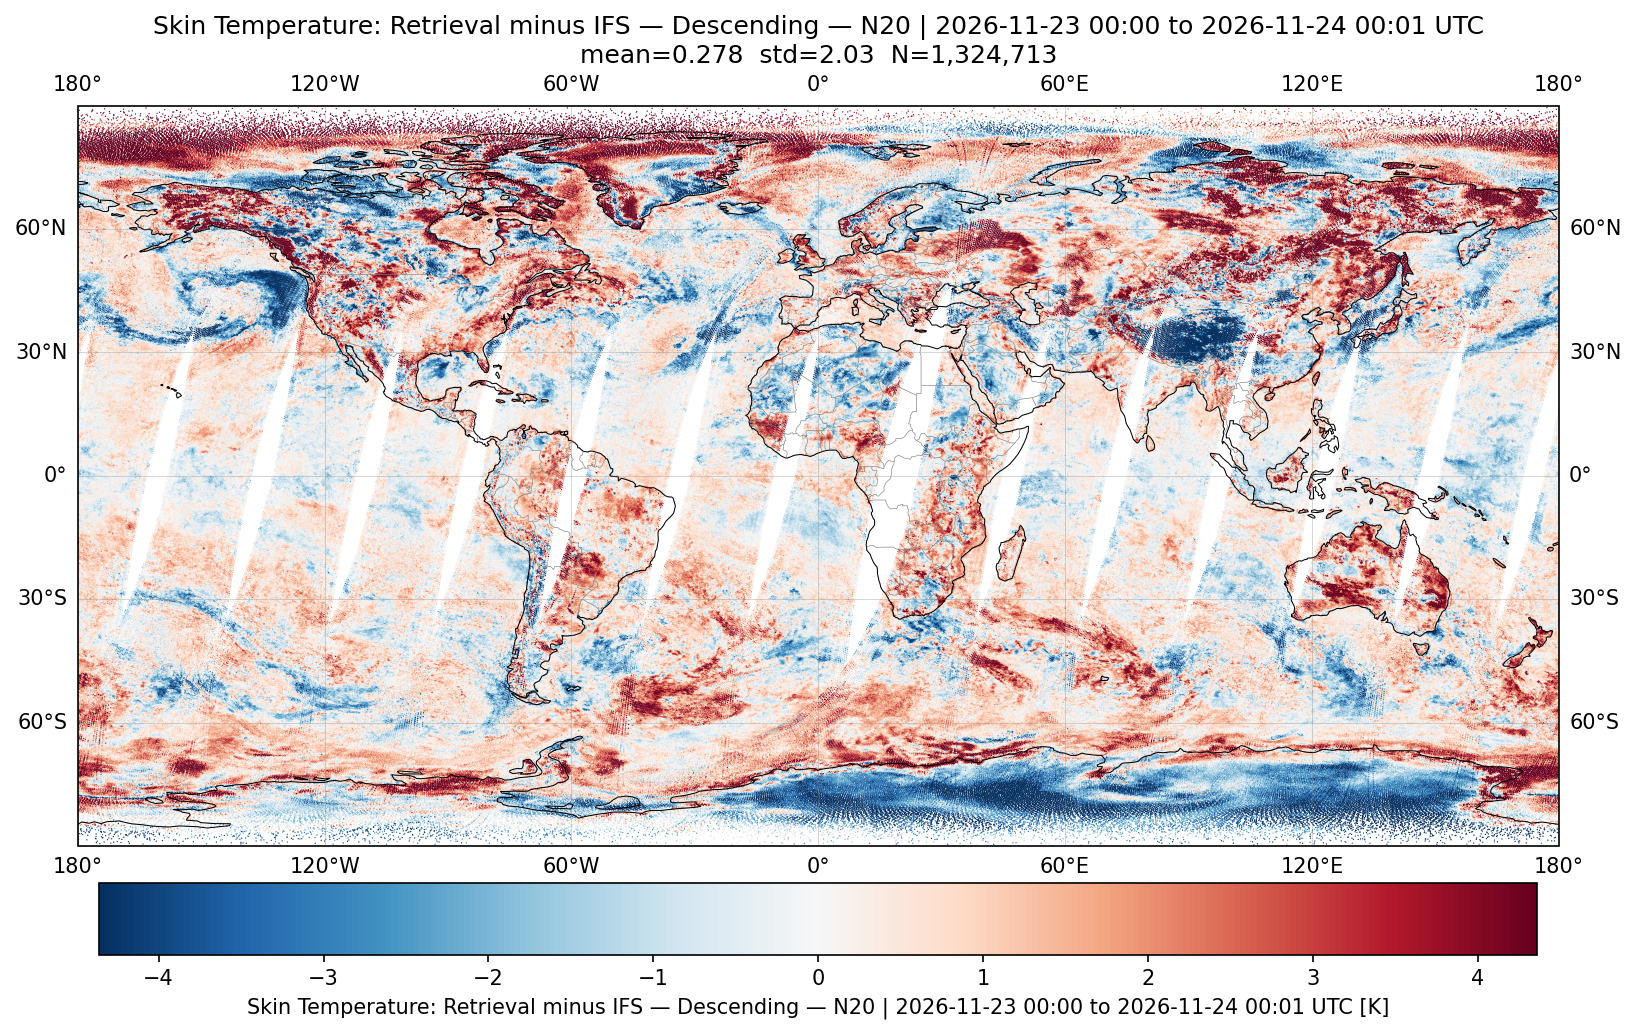 Skin Temperature: Retrieval minus IFS — Descending — N20 | 2026-11-23 00:00 to 2026-11-24 00:01 UTC
mean=0.278  std=2.03  N=1,324,713
180° 120°W 60°W 0° 60°E 120°E 180°
60°N 60°N
30°N 30°N
0° 0°
30°S 30°S
60°S 60°S
180° 120°W 60°W 0° 60°E 120°E 180°
−4 −3 −2 −1 0 1 2 3 4
Skin Temperature: Retrieval minus IFS — Descending — N20 | 2026-11-23 00:00 to 2026-11-24 00:01 UTC [K]